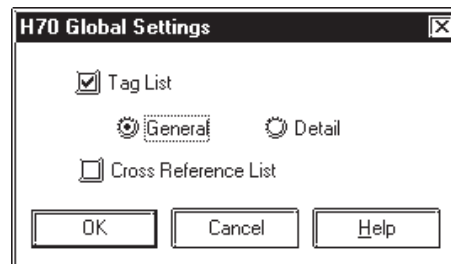 H70 Global Settings
Tag List
General Detail
Cross Reference List
OK Cancel Help